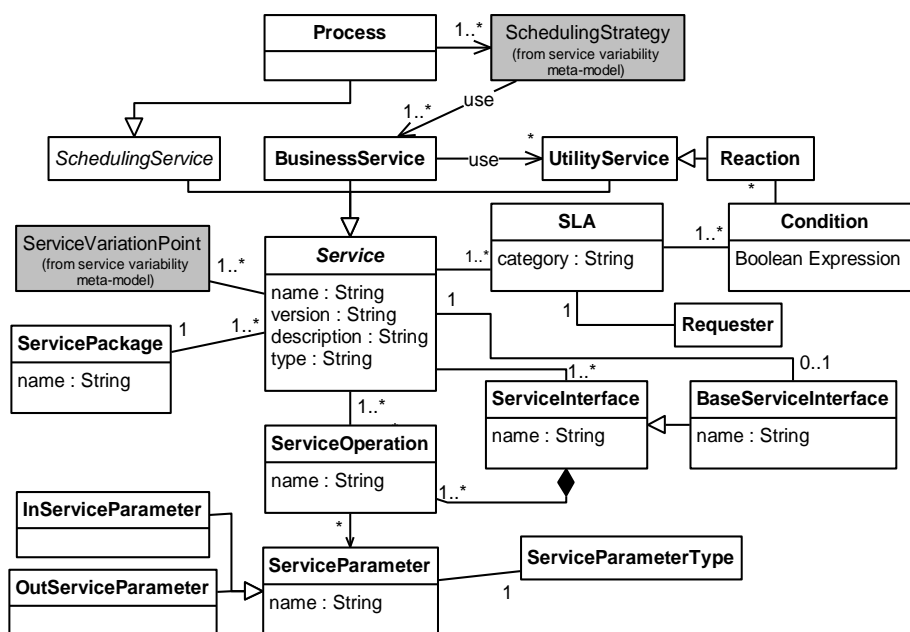 Process
1..*
SchedulingStrategy
(from service variability
meta-model)
use
1..*
SchedulingService
BusinessService
use
*
UtilityService
Reaction
*
ServiceVariationPoint
(from service variability
meta-model)
1..*
Service
name : String
version : String
description : String
type : String
1..*
SLA
category : String
1..*
Condition
Boolean Expression
1
Requester
1
0..1
ServicePackage
name : String
1
1..*
1..*
ServiceInterface
name : String
BaseServiceInterface
name : String
1..*
ServiceOperation
name : String
1..*
*
InServiceParameter
OutServiceParameter
ServiceParameter
name : String
1
ServiceParameterType